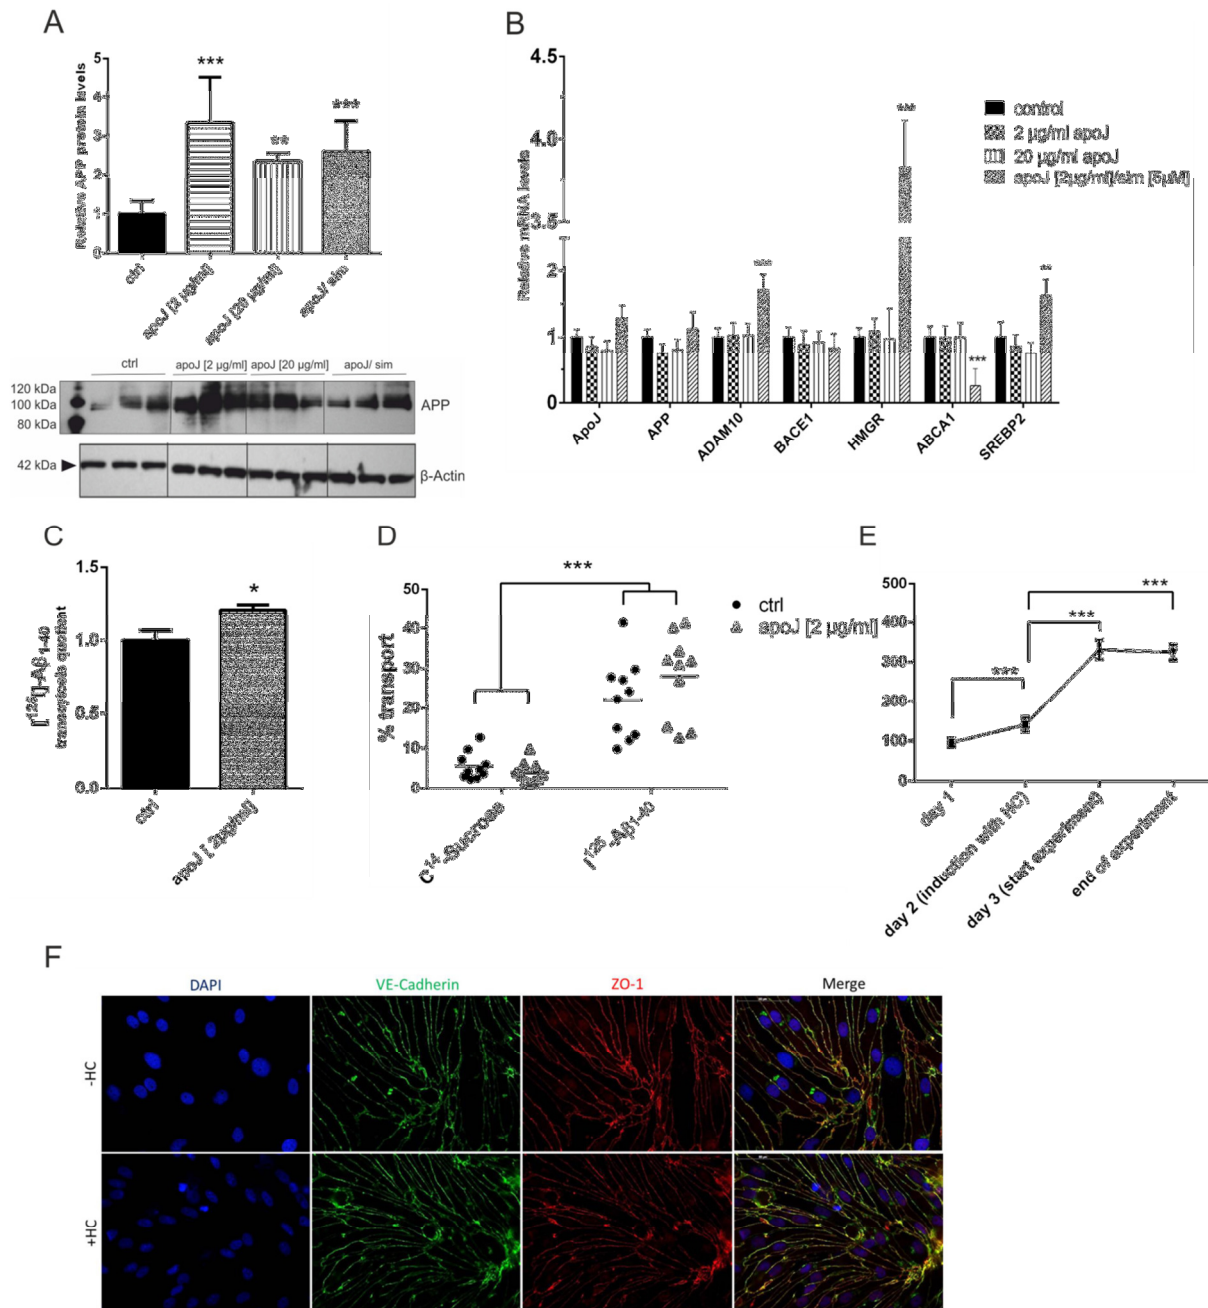 A
Relative APP protein levels
5
4
3
2
1
0
***
**
***
ctrl
apoJ [2 µg/ml]
apoJ [20 µg/ml]
apoJ/ sim
ctrl
apoJ [2 µg/ml]
apoJ [20 µg/ml]
apoJ/ sim
120 kDa
100 kDa
80 kDa
APP
42 kDa
β-Actin
B
Relative mRNA levels
4.5
4.0
3.5
2
1
0
***
***
***
**
control
2 µg/ml apoJ
20 µg/ml apoJ
apoJ [2µg/ml]/sim [5µM]
ApoJ
APP
ADAM10
BACE1
HMGR
ABCA1
SREBP2
C
transcytosis quotient
1.5
1.0
0.5
0.0
*
ctrl
apoJ [ 2µg/ml]
D
% transport
50
40
30
20
10
0
***
ctrl
apoJ [2 µg/ml]
C14-Sucrose
I125-Aβ1-40
E
500
400
300
200
100
0
***
***
***
day 1
day 2 (induction with HC)
day 3 (start experiment)
end of experiment
F
DAPI
VE-Cadherin
ZO-1
Merge
-HC
+HC